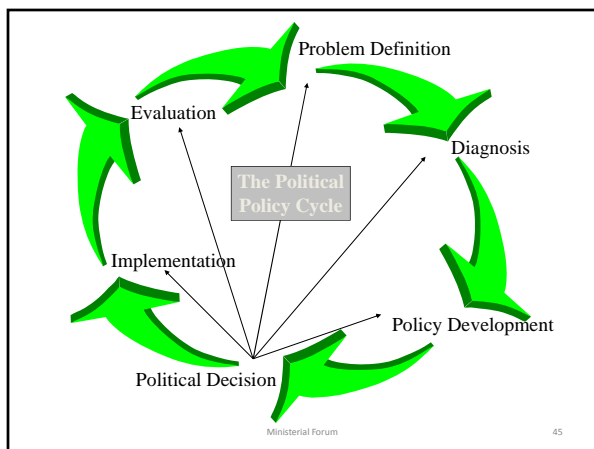 Problem Definition
Evaluation
Diagnosis
The Political
Policy Cycle
Implementation
Policy Development
Political Decision
Ministerial Forum
45